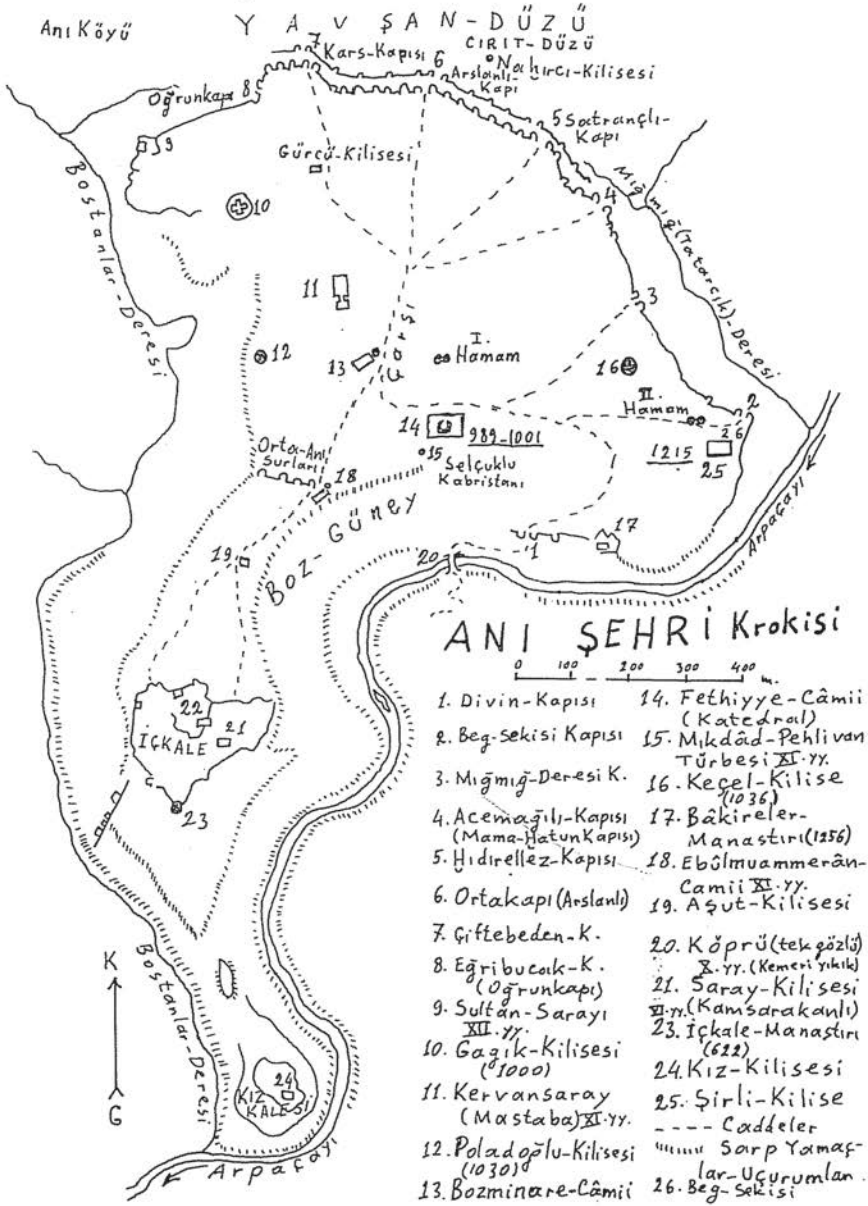 Anı Köyü
YAVŞAN-DÜZÜ
CİRİT-DÜZÜ
7 Kars-Kapısı
6 Arslanlı-
Kapı
Nahırcı-Kilisesi
Oğrunkapı 8
5 Satrançlı-
Kapı
9
Gürcü-Kilisesi
10
4
Mığmığ(Tatarcık)-Deresi
Bostanlar-Deresi
11
3
Çarşı
12
13
I.
Hamam
16
II.
Hamam
2
26
14
989-1001
1215
25
15
Selçuklu
Kabristanı
Orta-Anı
Surları
18
BOZ-GÜNEY
17
1
19
20
Arpaçayı
ANI ŞEHRİ Krokisi
0 100 200 300 400 m.
22
21
İÇKALE
23
K
G
Bostanlar-Deresi
24
KIZ
KALESİ
Arpaçayı
1. Divin-Kapısı
2. Beg-Sekisi Kapısı
3. Mığmığ-Deresi K.
4. Acemağılı-Kapısı
(Mama-Hatun Kapısı)
5. Hıdırellez-Kapısı
6. Ortakapı (Arslanlı)
7. Çiftebeden-K.
8. Eğribucak-K.
(Oğrunkapı)
9. Sultan-Sarayı
XII. yy.
10. Gagik-Kilisesi
(1000)
11. Kervansaray
(Mastaba) XI. yy.
12. Poladoğlu-Kilisesi
(1030)
13. Bozminare-Câmii
14. Fethiyye-Câmii
(Katedral)
15. Mıkdâd-Pehlivan
Türbesi XI. yy.
16. Keçel-Kilise
(1036)
17. Bâkireler-
Manastırı (1256)
18. Ebûlmuammerân-
Camii XI. yy.
19. Aşut-Kilisesi
20. Köprü (tek gözlü)
X. yy. (Kemeri yıkık)
21. Saray-Kilisesi
VI. yy. (Kamsarakanlı)
23. İçkale-Manastırı
(622)
24. Kız-Kilisesi
25. Şirli-Kilise
---- Caddeler
Sarp Yamaç-
lar-Uçurumlar
26. Beg-Sekisi